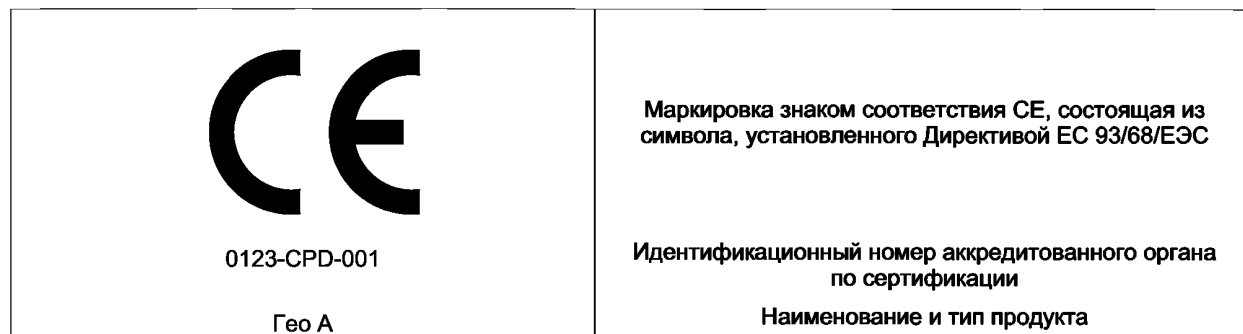 CE
Маркировка знаком соответствия СЕ, состоящая из
символа, установленного Директивой ЕС 93/68/ЕЭС
0123-CPD-001
Идентификационный номер аккредитованного органа
по сертификации
Гео А
Наименование и тип продукта